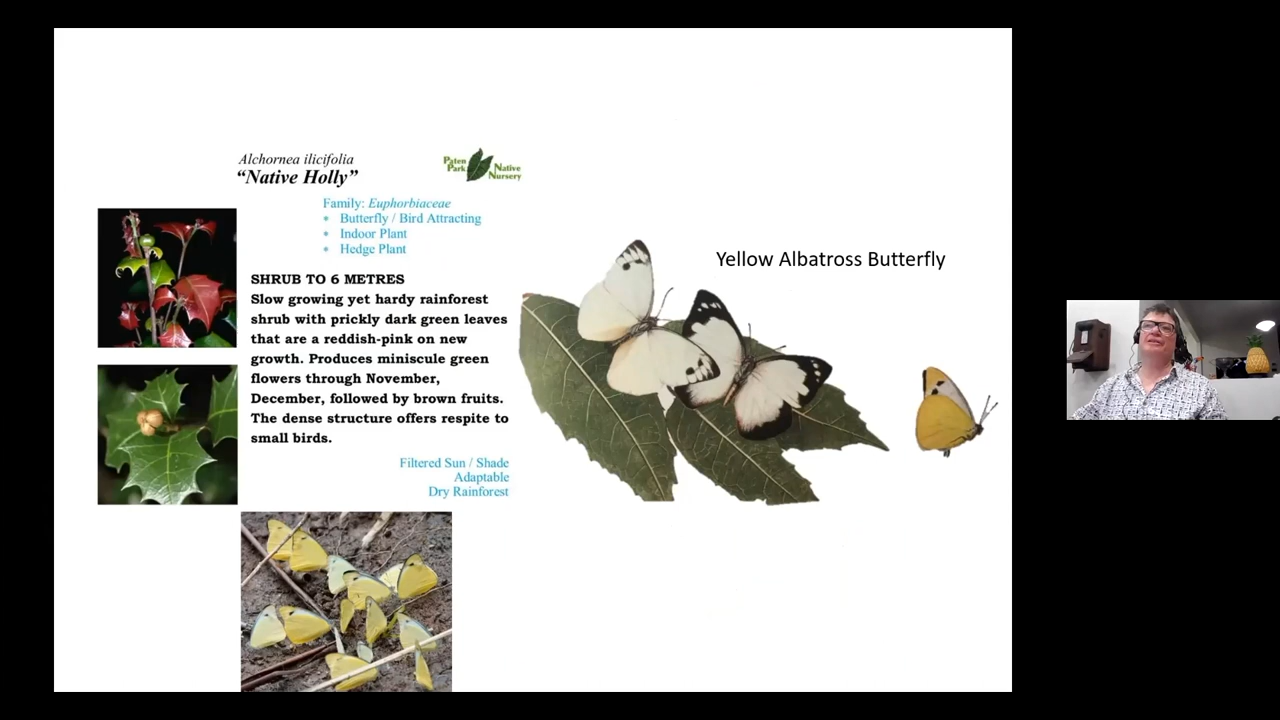 Alchornea ilicifolia
“Native Holly”
Paten Park Native Nursery
Family: Euphorbiaceae
* Butterfly / Bird Attracting
* Indoor Plant
* Hedge Plant
SHRUB TO 6 METRES
Slow growing yet hardy rainforest
shrub with prickly dark green leaves
that are a reddish-pink on new
growth. Produces miniscule green
flowers through November,
December, followed by brown fruits.
The dense structure offers respite to
small birds.
Filtered Sun / Shade
Adaptable
Dry Rainforest
Yellow Albatross Butterfly